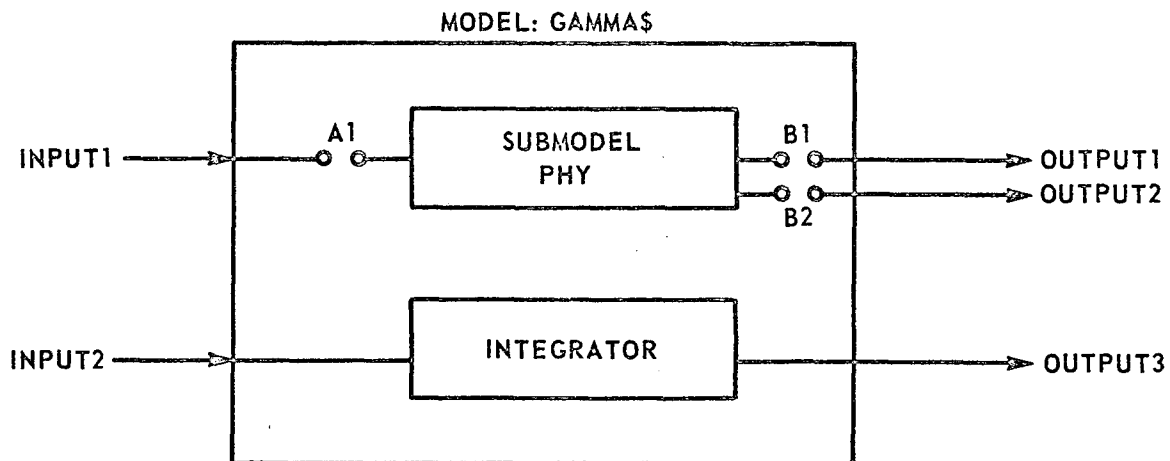 MODEL: GAMMA$
INPUT1
A1
SUBMODEL
PHY
B1
B2
OUTPUT1
OUTPUT2
INPUT2
INTEGRATOR
OUTPUT3